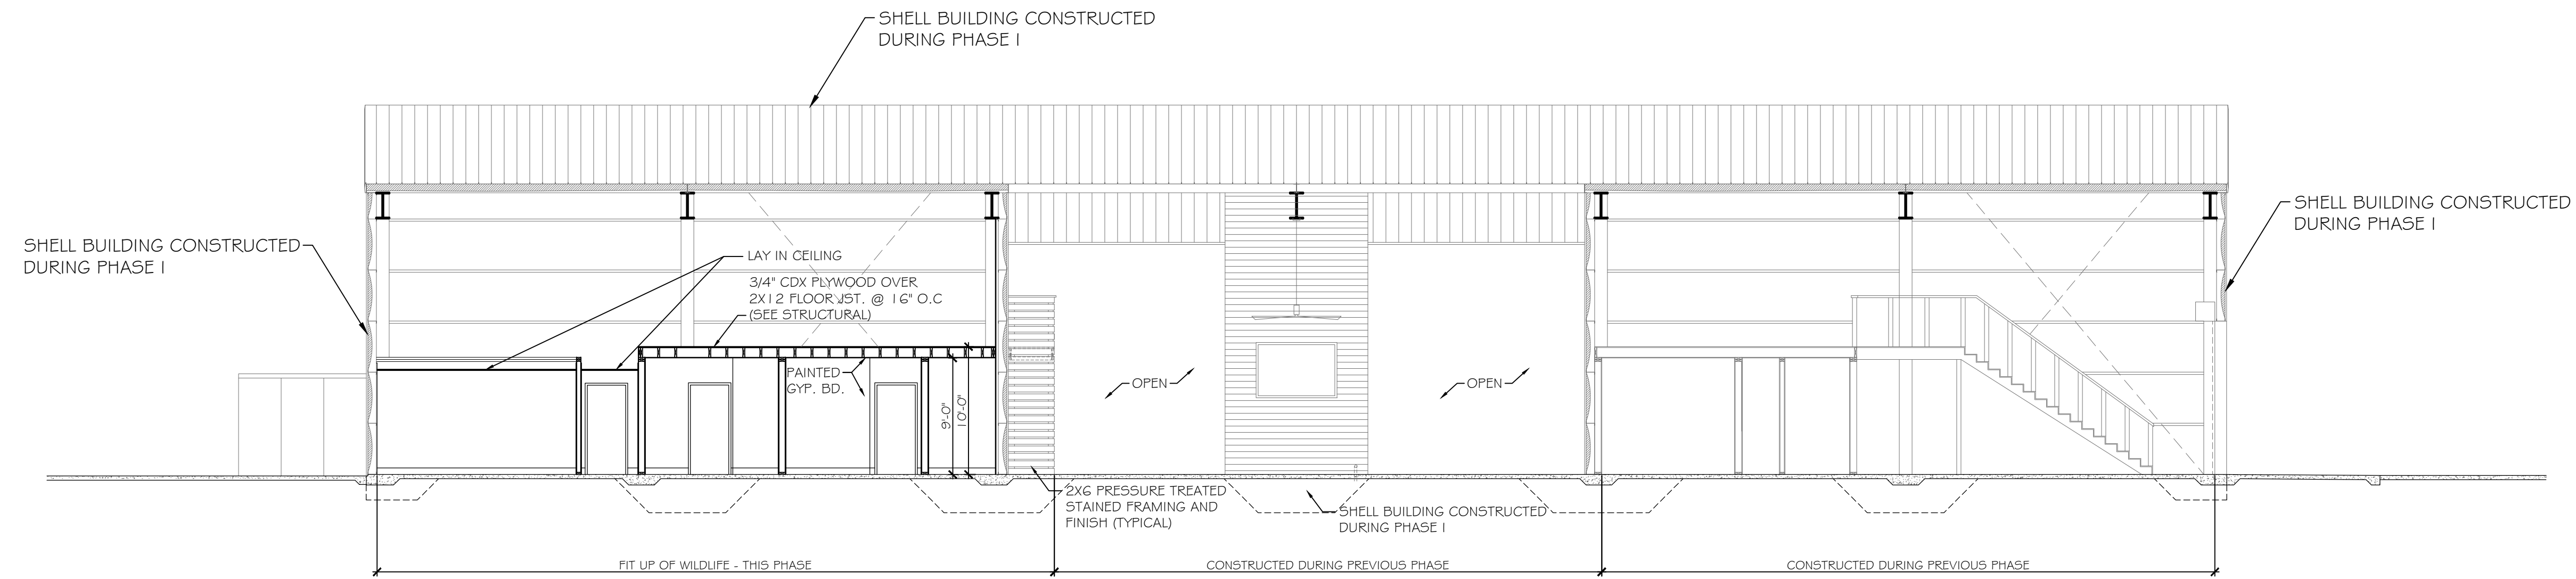 SHELL BUILDING CONSTRUCTED
DURING PHASE I
SHELL BUILDING CONSTRUCTED
DURING PHASE I
SHELL BUILDING CONSTRUCTED
DURING PHASE I
LAY IN CEILING
3/4" CDX PLYWOOD OVER
2X12 FLOOR JST. @ 16" O.C
(SEE STRUCTURAL)
PAINTED
GYP. BD.
9'-0"
10'-0"
OPEN
OPEN
2X6 PRESSURE TREATED
STAINED FRAMING AND
FINISH (TYPICAL)
SHELL BUILDING CONSTRUCTED
DURING PHASE I
FIT UP OF WILDLIFE - THIS PHASE
CONSTRUCTED DURING PREVIOUS PHASE
CONSTRUCTED DURING PREVIOUS PHASE